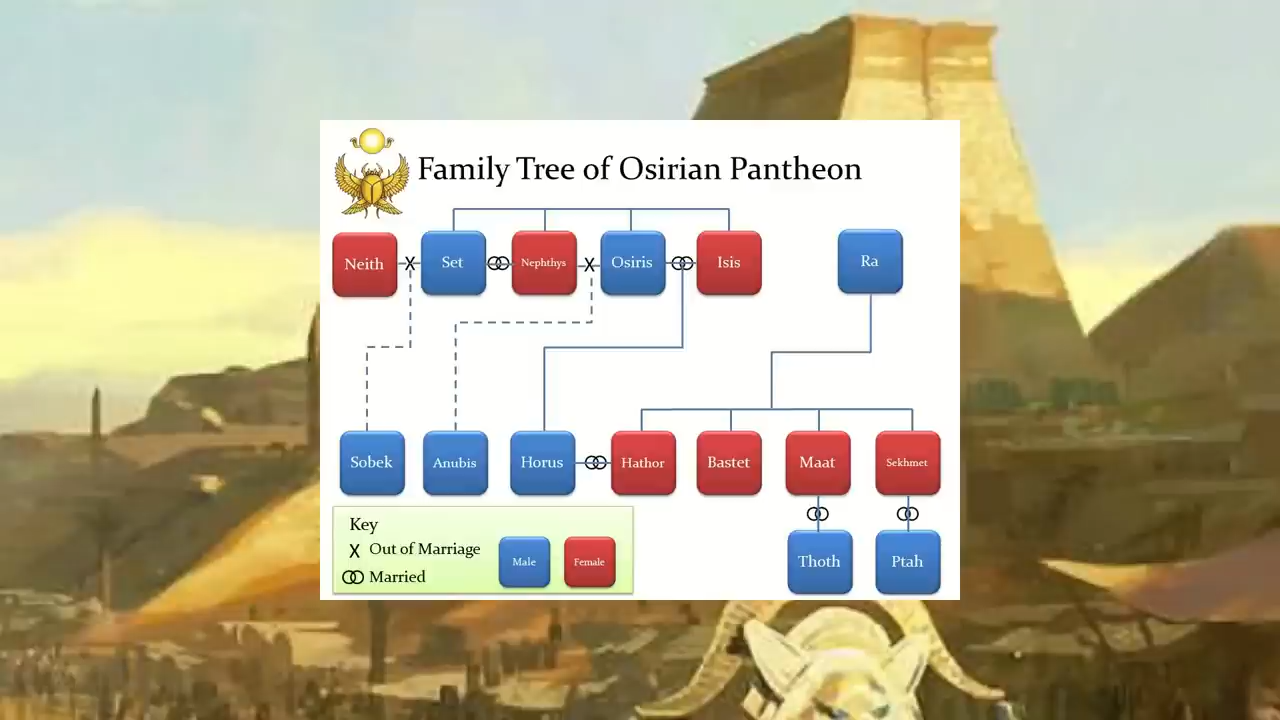 Family Tree of Osirian Pantheon
Neith X Set Nephthys X Osiris Isis Ra
Sobek Anubis Horus Hathor Bastet Maat Sekhmet
Thoth Ptah
Key
X Out of Marriage
Married
Male Female